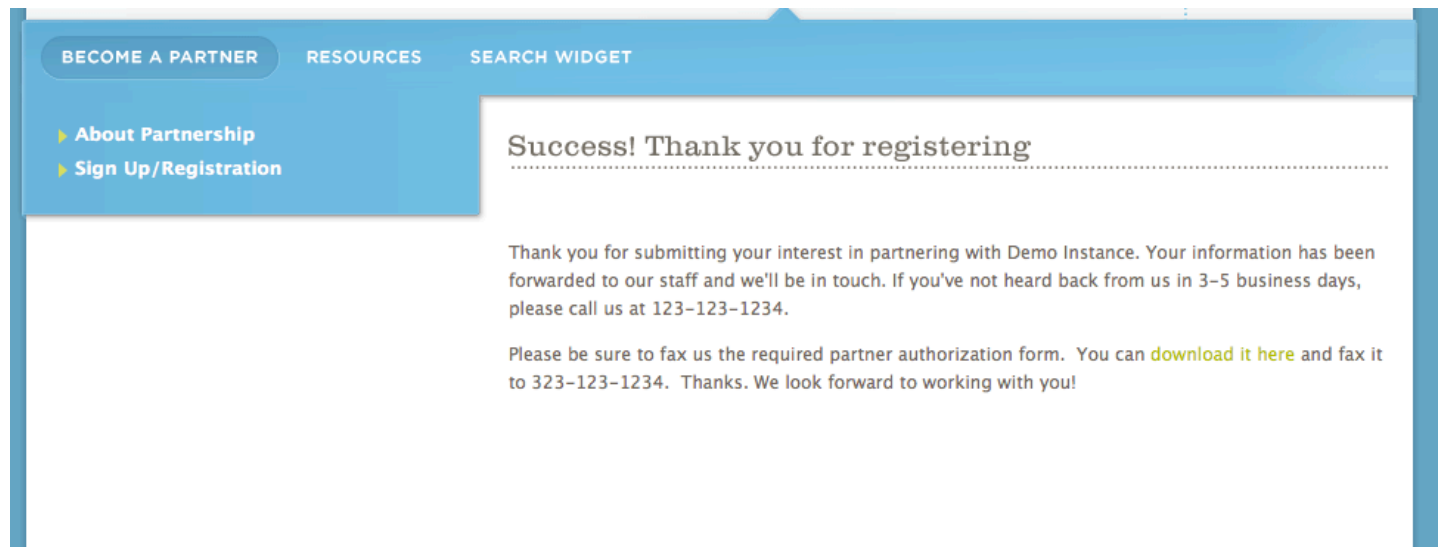 BECOME A PARTNER RESOURCES SEARCH WIDGET
About Partnership
Sign Up/Registration
Success! Thank you for registering
Thank you for submitting your interest in partnering with Demo Instance. Your information has been
forwarded to our staff and we'll be in touch. If you've not heard back from us in 3-5 business days,
please call us at 123-123-1234.
Please be sure to fax us the required partner authorization form.  You can download it here and fax it
to 323-123-1234.  Thanks. We look forward to working with you!